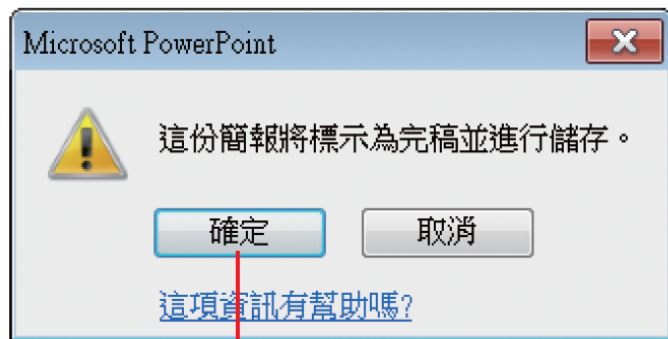 Microsoft PowerPoint
這份簡報將標示為完稿並進行儲存。
確定
取消
這項資訊有幫助嗎?